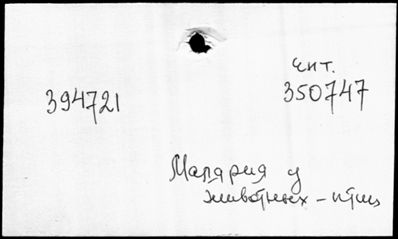 чит.
394721
350747
Малярия у
животных - птиц